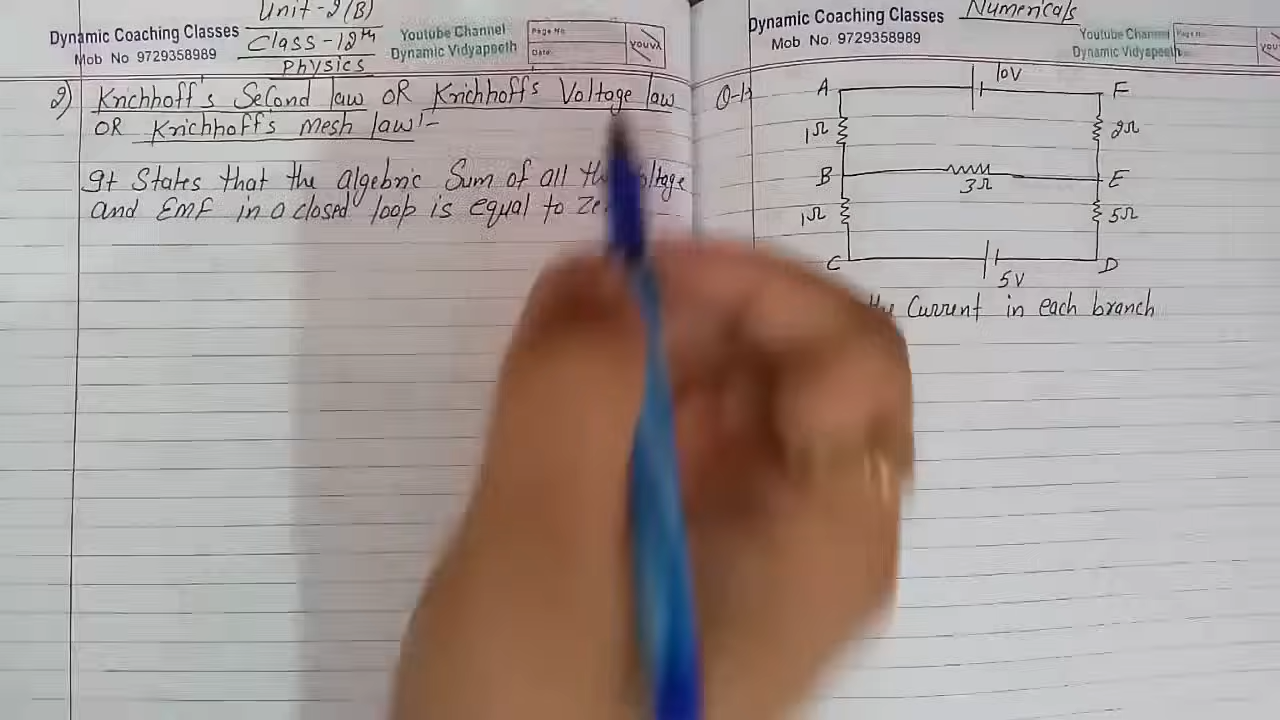 Unit-2(B)
Dynamic Coaching Classes
Mob No 9729358989
Class-12th
Physics
Youtube Channel
Dynamic Vidyapeeth
Page No
Date:
YOUVA
2) Krichhoff's Second law OR Krichhoff's Voltage law
OR Krichhoff's mesh law:-
It States that the algebric Sum of all
and EMF in a closed loop is equal to
Dynamic Coaching Classes
Mob No. 9729358989
Numericals
Youtube Channel
Dynamic Vidyapeeth
Q-1)
A
10V
F
1Ω
2Ω
B
3Ω
E
1Ω
5Ω
C
5V
D
the Current in each branch